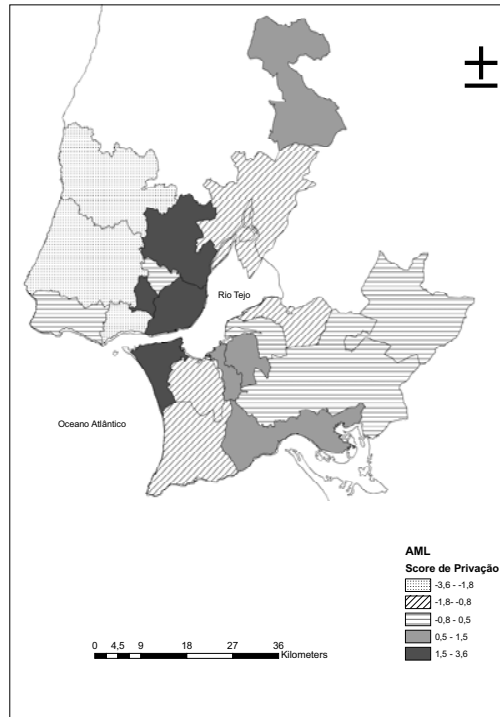 Rio Tejo
Oceano Atlântico
AML
Score de Privação
-3,6 - -1,8
-1,8- -0,8
-0,8 - 0,5
0,5 - 1,5
1,5 - 3,6
0 4,5 9 18 27 36
Kilometers